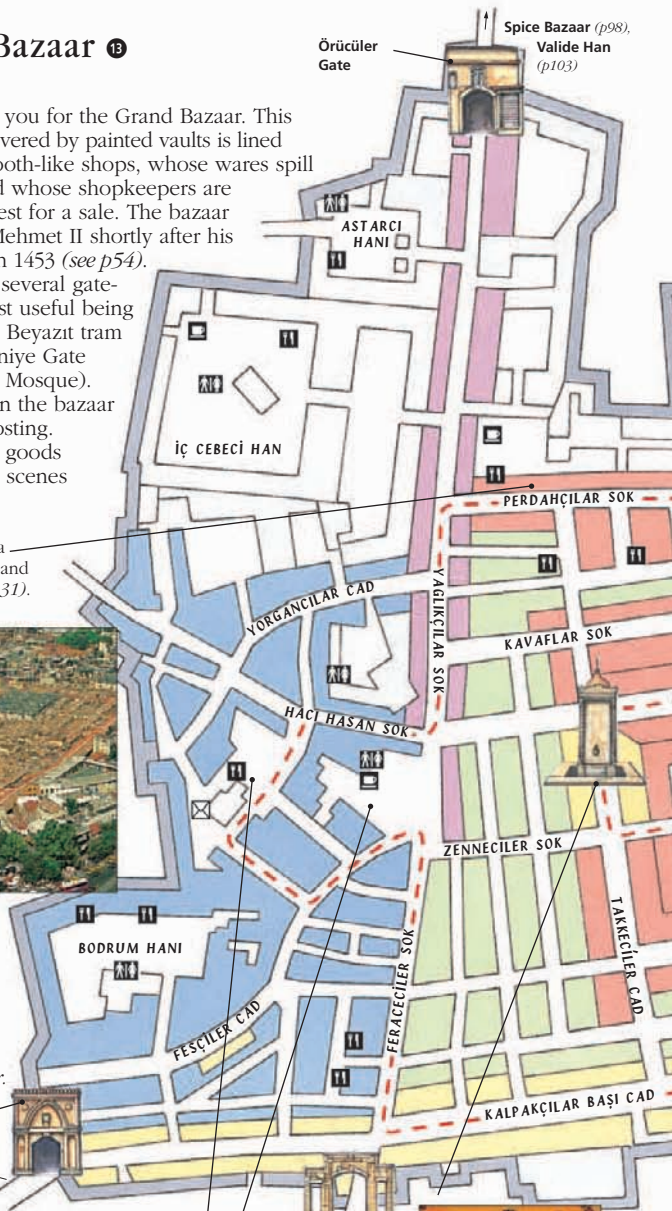 Bazaar 13
you for the Grand Bazaar. This
vered by painted vaults is lined
ooth-like shops, whose wares spill
d whose shopkeepers are
est for a sale. The bazaar
Mehmet II shortly after his
n 1453 (see p54).
several gate-
st useful being
Beyazıt tram
niye Gate
Mosque).
n the bazaar
osting.
goods
scenes
a
and
31).
Örücüler
Gate
Spice Bazaar (p98),
Valide Han
(p103)
ASTARCI
HANI
İÇ CEBECİ HAN
PERDAHÇILAR SOK
YORGANCILAR CAD
YAĞLIKÇILAR SOK
KAVAFLAR SOK
HACI HASAN SOK
ZENNECİLER SOK
BODRUM HANI
FERACECİLER SOK
TAKKECİLER CAD
FESÇİLER CAD
KALPAKÇILAR BAŞI CAD
r.